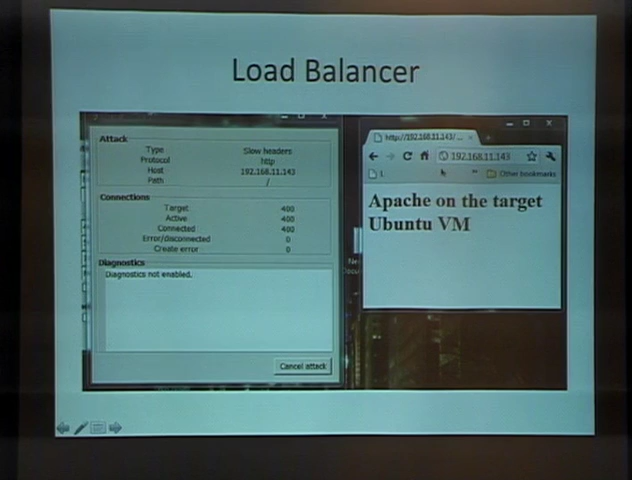 Load Balancer
Attack
Type Slow headers
Protocol http
Host 192.168.11.143
Path /
Connections
Target 400
Active 400
Connected 400
Error/disconnected 0
Create error 0
Diagnostics
Diagnostics not enabled.
Cancel attack
http://192.168.11.143/ ...
192.168.11.143
Other bookmarks
Apache on the target
Ubuntu VM